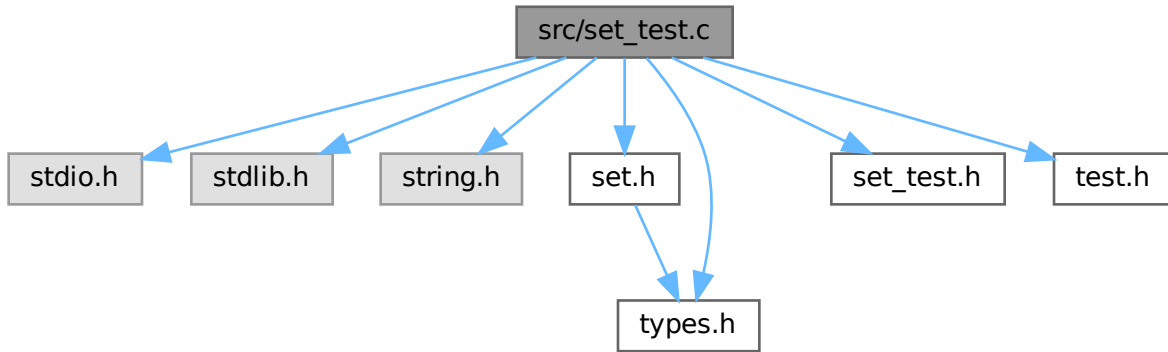 src/set_test.c
stdio.h
stdlib.h
string.h
set.h
set_test.h
test.h
types.h